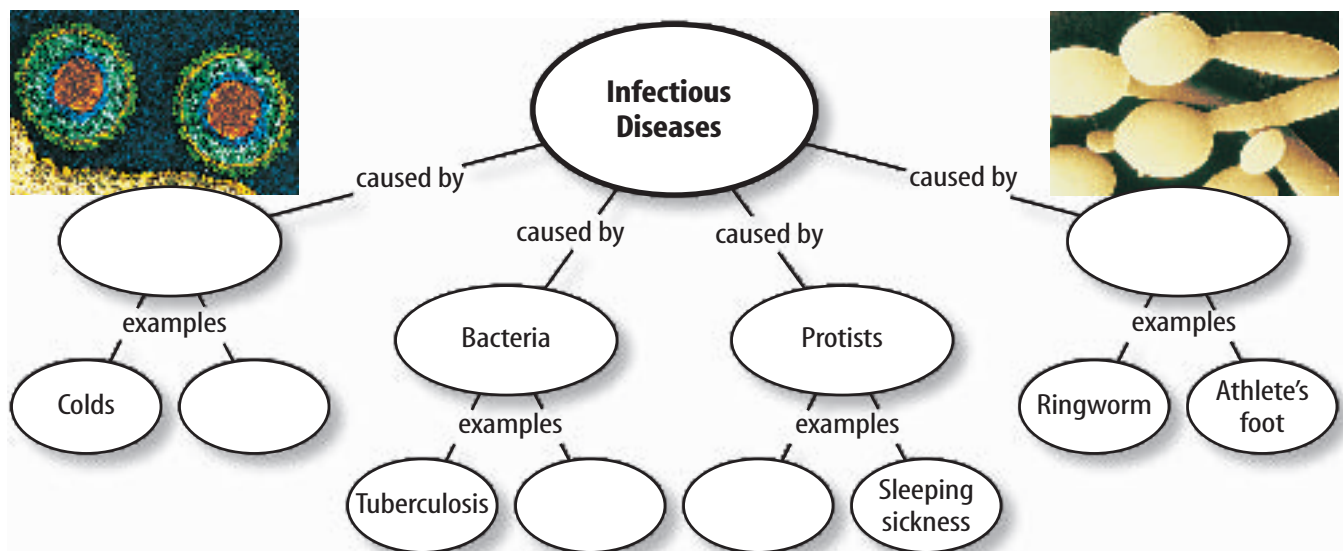 Infectious
Diseases
caused by
caused by
caused by
caused by
examples
Bacteria
Protists
examples
Colds
examples
examples
Ringworm
Athlete's
foot
Tuberculosis
Sleeping
sickness